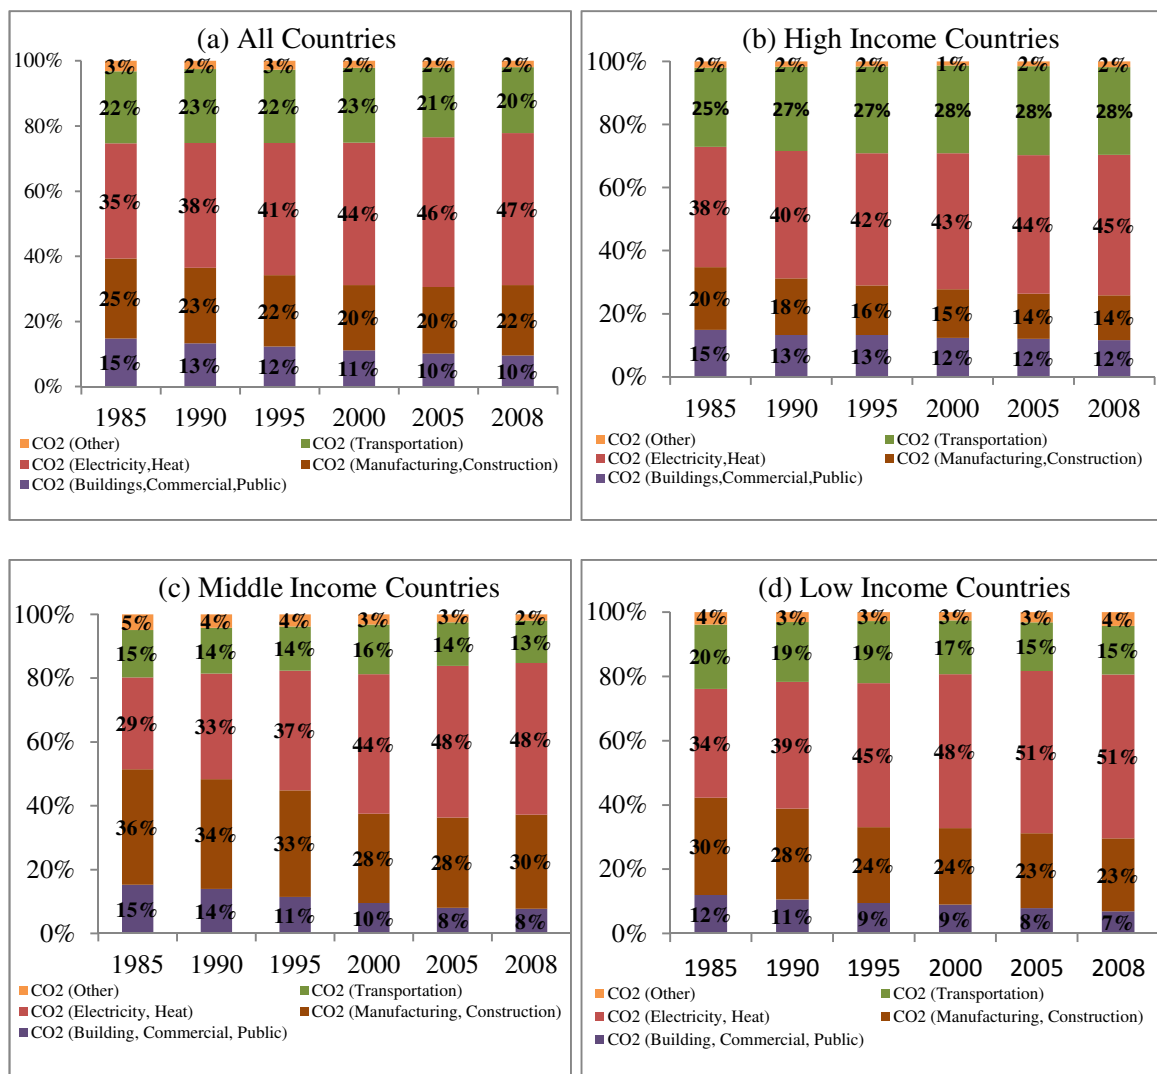 (a) All Countries
100%
80%
60%
40%
20%
0%
3% 2% 3% 2% 2% 2%
22% 23% 22% 23% 21% 20%
35% 38% 41% 44% 46% 47%
25% 23% 22% 20% 20% 22%
15% 13% 12% 11% 10% 10%
1985 1990 1995 2000 2005 2008
CO2 (Other) CO2 (Transportation)
CO2 (Electricity,Heat) CO2 (Manufacturing,Construction)
CO2 (Buildings,Commercial,Public)
(b) High Income Countries
100%
80%
60%
40%
20%
0%
2% 2% 2% 1% 2% 2%
25% 27% 27% 28% 28% 28%
38% 40% 42% 43% 44% 45%
20% 18% 16% 15% 14% 14%
15% 13% 13% 12% 12% 12%
1985 1990 1995 2000 2005 2008
CO2 (Other) CO2 (Transportation)
CO2 (Electricity,Heat) CO2 (Manufacturing,Construction)
CO2 (Buildings,Commercial,Public)
(c) Middle Income Countries
100%
80%
60%
40%
20%
0%
5% 4% 4% 3% 3% 2%
15% 14% 14% 16% 14% 13%
29% 33% 37% 44% 48% 48%
36% 34% 33% 28% 28% 30%
15% 14% 11% 10% 8% 8%
1985 1990 1995 2000 2005 2008
CO2 (Other) CO2 (Transportation)
CO2 (Electricity, Heat) CO2 (Manufacturing, Construction)
CO2 (Building, Commercial, Public)
(d) Low Income Countries
100%
80%
60%
40%
20%
0%
4% 3% 3% 3% 3% 4%
20% 19% 19% 17% 15% 15%
34% 39% 45% 48% 51% 51%
30% 28% 24% 24% 23% 23%
12% 11% 9% 9% 8% 7%
1985 1990 1995 2000 2005 2008
CO2 (Other) CO2 (Transportation)
CO2 (Electricity, Heat) CO2 (Manufacturing, Construction)
CO2 (Building, Commercial, Public)